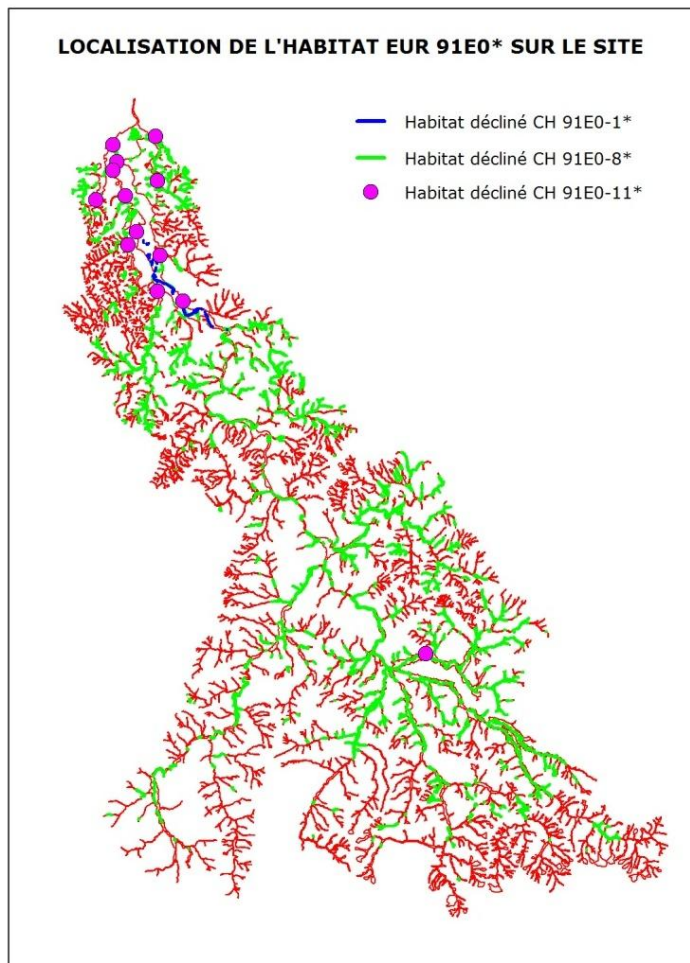 LOCALISATION DE L'HABITAT EUR 91E0* SUR LE SITE
Habitat décliné CH 91E0-1*
Habitat décliné CH 91E0-8*
Habitat décliné CH 91E0-11*